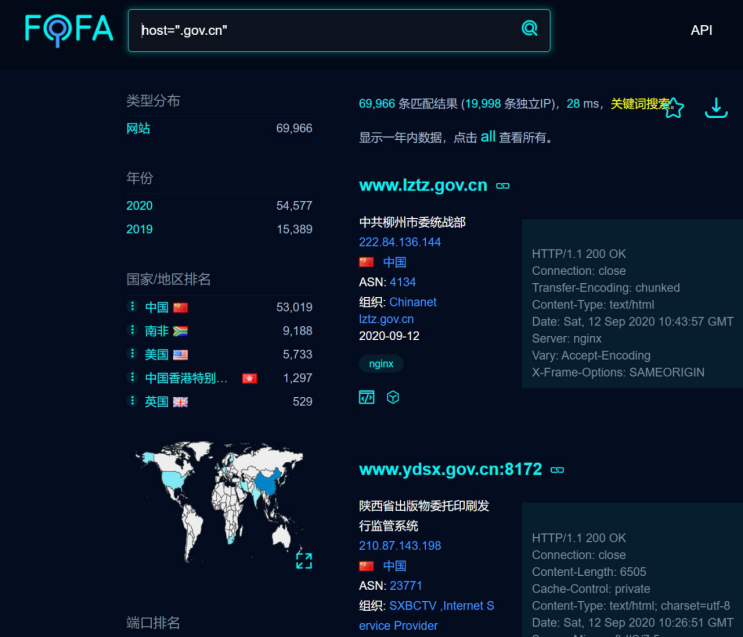 FOFA
host=".gov.cn"
API
类型分布
网站 69,966
年份
2020 54,577
2019 15,389
国家/地区排名
中国 53,019
南非 9,188
美国 5,733
中国香港特别... 1,297
英国 529
端口排名
69,966 条匹配结果 (19,998 条独立IP)，28 ms，关键词搜索。
显示一年内数据，点击 all 查看所有。
www.lztz.gov.cn
中共柳州市委统战部
222.84.136.144
中国
ASN: 4134
组织: Chinanet
lztz.gov.cn
2020-09-12
nginx
HTTP/1.1 200 OK
Connection: close
Transfer-Encoding: chunked
Content-Type: text/html
Date: Sat, 12 Sep 2020 10:43:57 GMT
Server: nginx
Vary: Accept-Encoding
X-Frame-Options: SAMEORIGIN
www.ydsx.gov.cn:8172
陕西省出版物委托印刷发
行监管系统
210.87.143.198
中国
ASN: 23771
组织: SXBCTV ,Internet S
ervice Provider
HTTP/1.1 200 OK
Connection: close
Content-Length: 6505
Cache-Control: private
Content-Type: text/html; charset=utf-8
Date: Sat, 12 Sep 2020 10:26:51 GMT